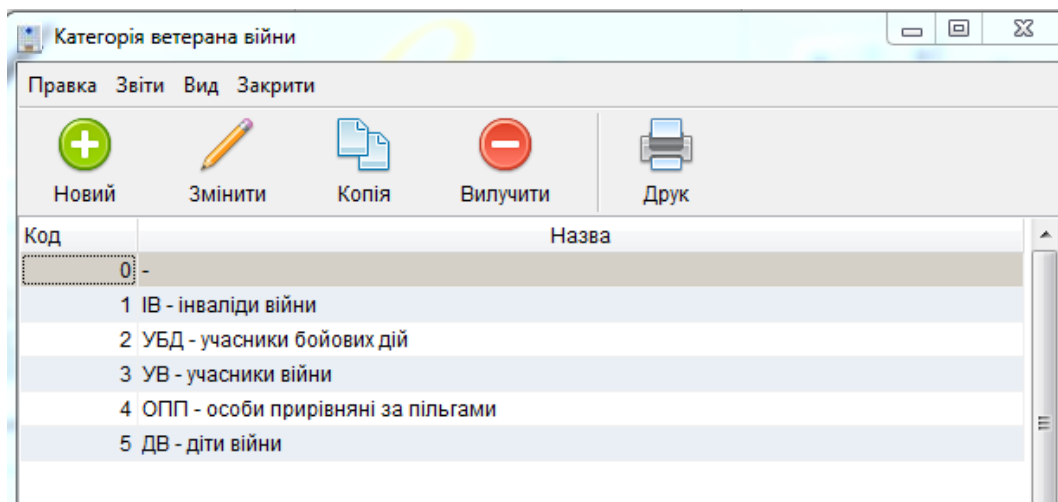 Категорія ветерана війни
Правка Звіти Вид Закрити
Новий Змінити Копія Вилучити Друк
Код Назва
0 -
1 ІВ - інваліди війни
2 УБД - учасники бойових дій
3 УВ - учасники війни
4 ОПП - особи прирівняні за пільгами
5 ДВ - діти війни